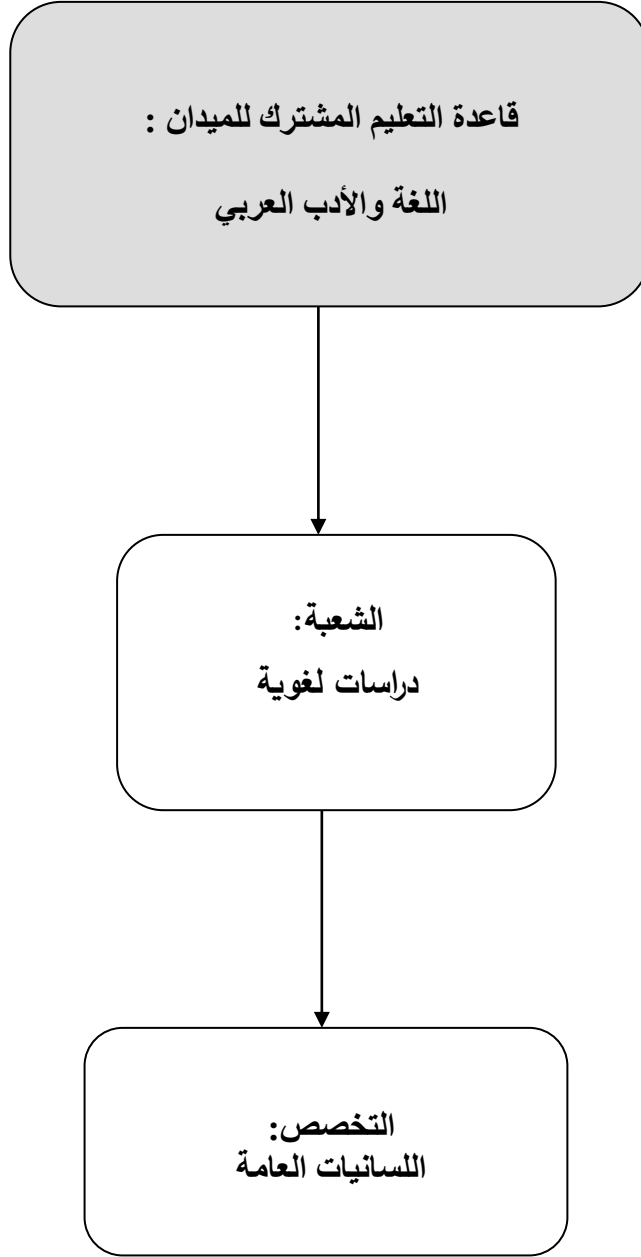 قاعدة التعليم المشترك للميدان :
اللغة والأدب العربي
الشعبة:
دراسات لغوية
التخصص:
اللسانيات العامة